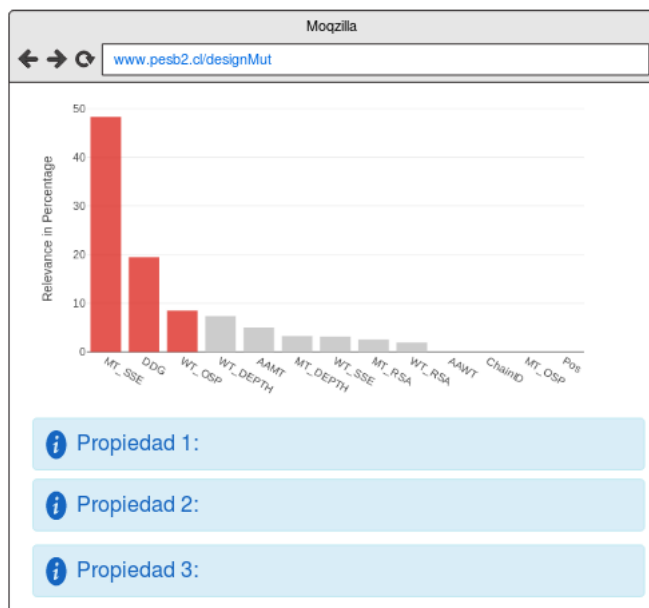 Moqzilla
www.pesb2.cl/designMut
50
40
30
20
10
0
Relevance in Percentage
MT_SSE
DDG
WT_OSP
WT_DEPTH
AAMT
MT_DEPTH
WT_SSE
MT_RSA
WT_RSA
AAWT
ChainID
MT_OSP
Pos
i Propiedad 1:
i Propiedad 2:
i Propiedad 3: